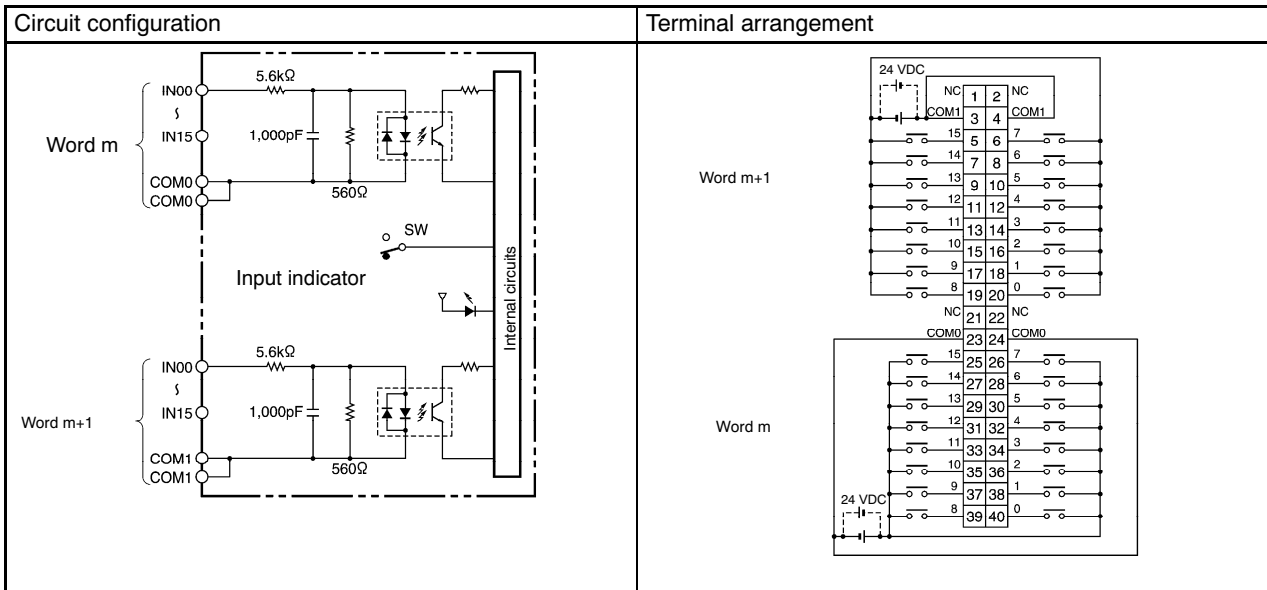 Circuit configuration
Terminal arrangement
5.6kΩ
IN00
IN15
1,000pF
Word m
COM0
COM0
560Ω
SW
Input indicator
Internal circuits
5.6kΩ
IN00
IN15
1,000pF
Word m+1
COM1
COM1
560Ω
24 VDC
NC 1 2 NC
COM1 3 4 COM1
15 5 6 7
14 7 8 6
Word m+1
13 9 10 5
12 11 12 4
11 13 14 3
10 15 16 2
9 17 18 1
8 19 20 0
NC 21 22 NC
COM0 23 24 COM0
15 25 26 7
14 27 28 6
13 29 30 5
Word m
12 31 32 4
11 33 34 3
10 35 36 2
9 37 38 1
24 VDC
8 39 40 0